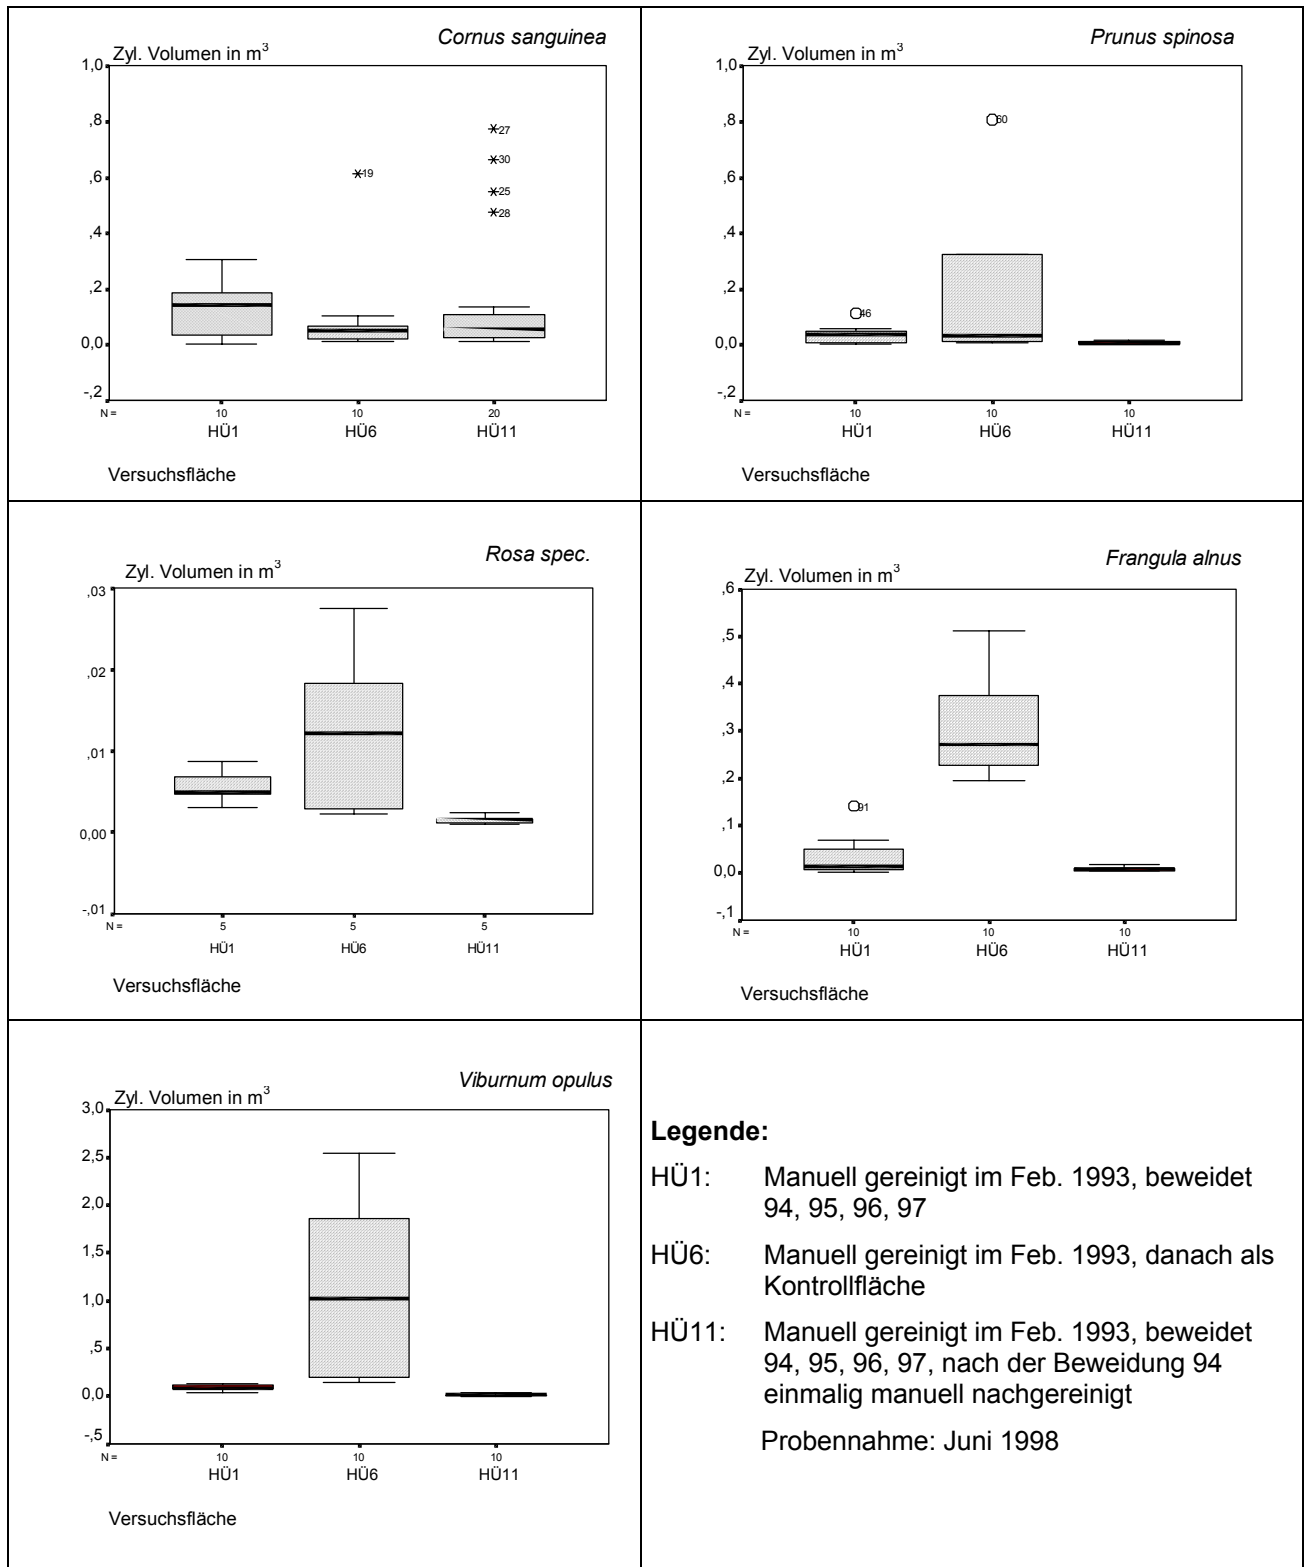 Cornus sanguinea
Zyl. Volumen in m³
1,0
,8
,6
,4
,2
0,0
-,2
27
30
19
25
28
N = 10 10 20
HÜ1 HÜ6 HÜ11
Versuchsfläche
Prunus spinosa
Zyl. Volumen in m³
1,0
,8
,6
,4
,2
0,0
-,2
60
46
N = 10 10 10
HÜ1 HÜ6 HÜ11
Versuchsfläche
Rosa spec.
Zyl. Volumen in m³
,03
,02
,01
0,00
-,01
N = 5 5 5
HÜ1 HÜ6 HÜ11
Versuchsfläche
Frangula alnus
Zyl. Volumen in m³
,6
,5
,4
,3
,2
,1
0,0
-,1
91
N = 10 10 10
HÜ1 HÜ6 HÜ11
Versuchsfläche
Viburnum opulus
Zyl. Volumen in m³
3,0
2,5
2,0
1,5
1,0
,5
0,0
-,5
N = 10 10 10
HÜ1 HÜ6 HÜ11
Versuchsfläche
Legende:
HÜ1: Manuell gereinigt im Feb. 1993, beweidet
94, 95, 96, 97
HÜ6: Manuell gereinigt im Feb. 1993, danach als
Kontrollfläche
HÜ11: Manuell gereinigt im Feb. 1993, beweidet
94, 95, 96, 97, nach der Beweidung 94
einmalig manuell nachgereinigt
Probennahme: Juni 1998